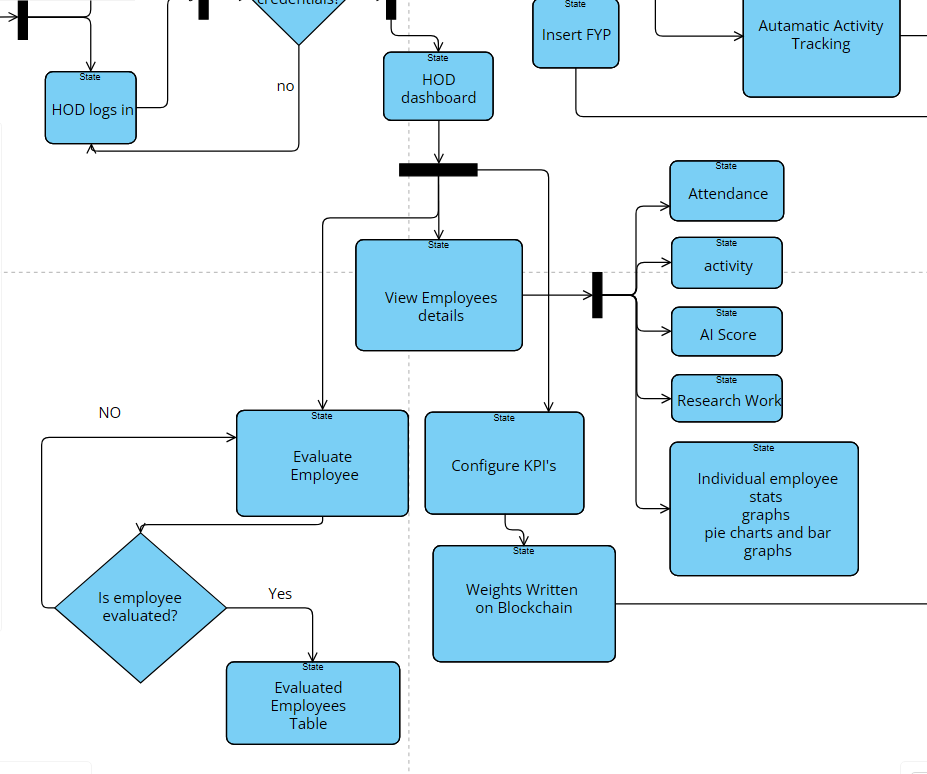 credentials?
State
Insert FYP
Autamatic Activity
Tracking
State
HOD logs in
no
State
HOD
dashboard
State
Attendance
State
activity
State
View Employees
details
State
AI Score
State
Research Work
NO
State
Evaluate
Employee
State
Configure KPI's
State
Individual employee
stats
graphs
pie charts and bar
graphs
State
Weights Written
on Blockchain
Is employee
evaluated?
Yes
State
Evaluated
Employees
Table